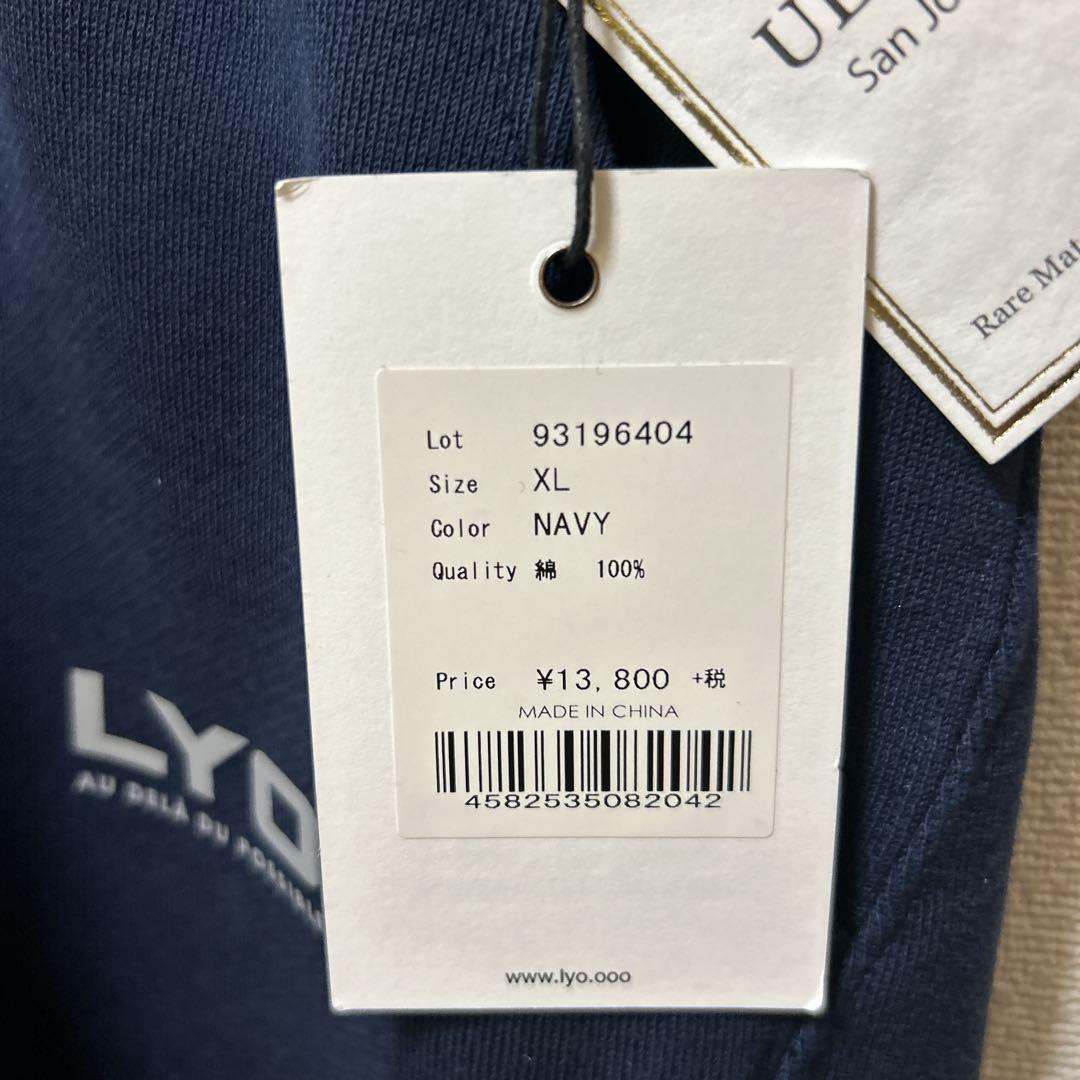 San Jo
Rare Mat
Lot 93196404
Size XL
Color NAVY
Quality 綿 100%
Price ¥13,800 +税
MADE IN CHINA
4582535082042
www.lyo.ooo
LYO
AU DELÀ DU POSSIBLE